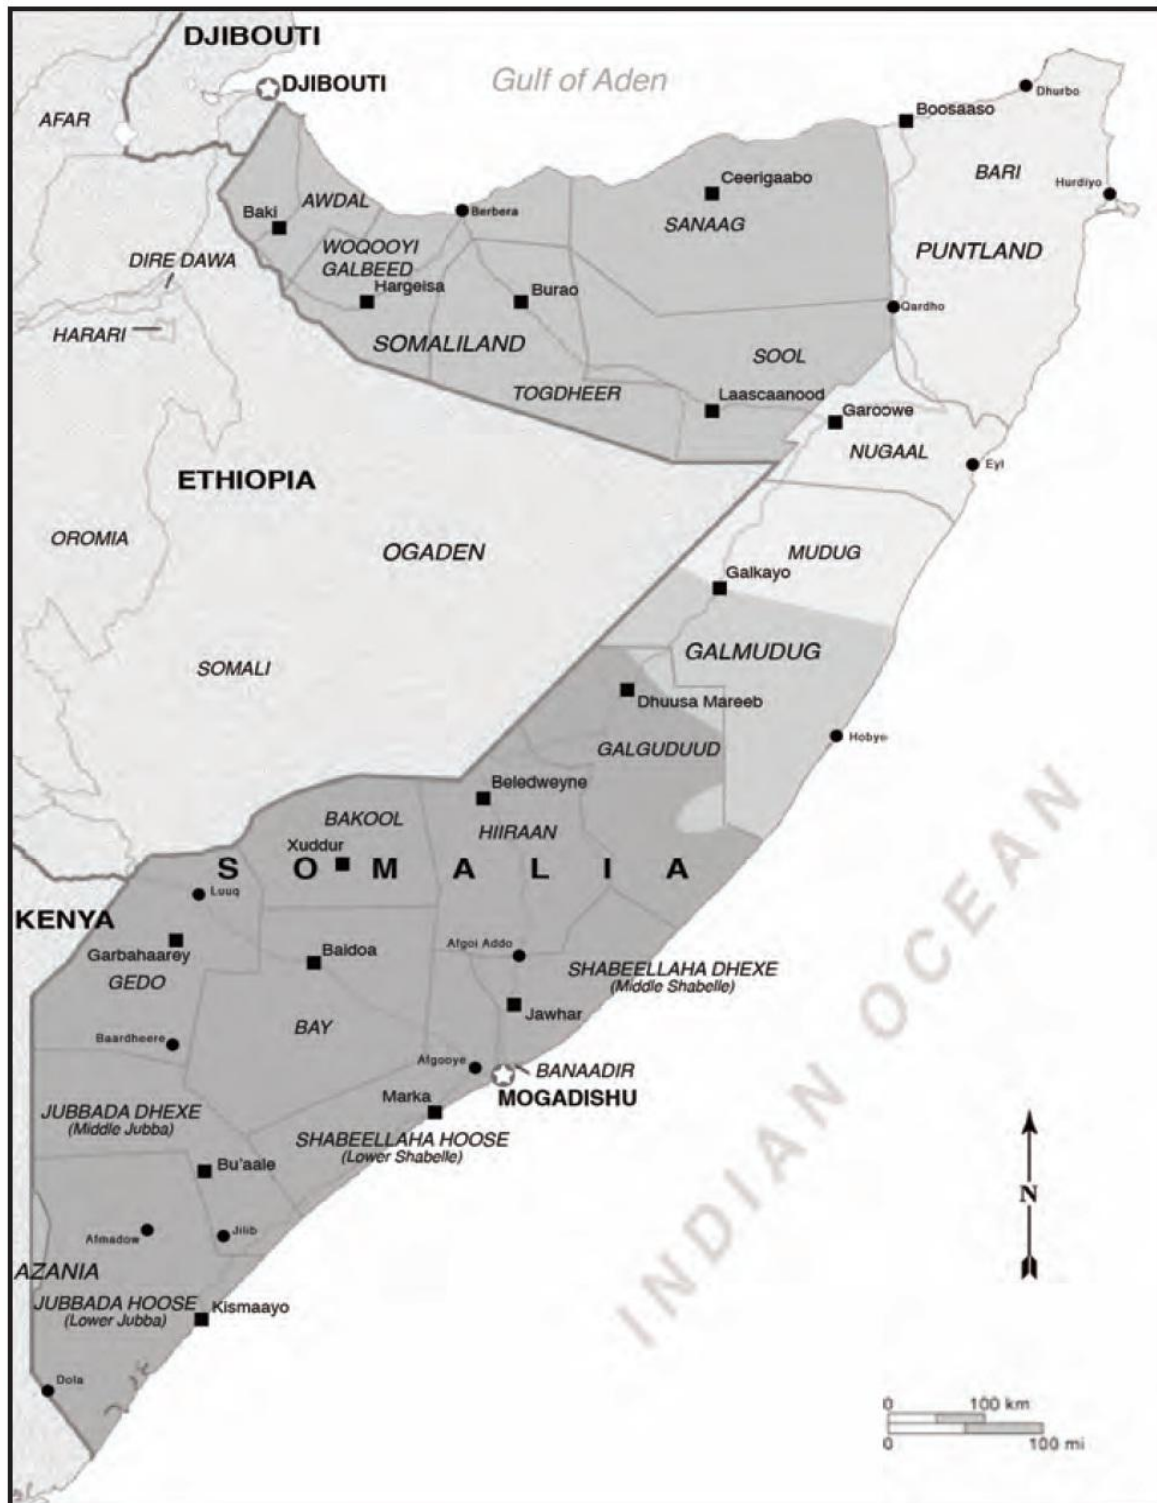 DJIBOUTI
DJIBOUTI
Gulf of Aden
Dhurbo
AFAR
Boosaaso
BARI
Ceerigaabo
Hurdiyo
AWDAL
Baki
Berbera
SANAAG
WOQOOYI
GALBEED
PUNTLAND
DIRE DAWA
Hargeisa
Burao
Qardho
HARARI
SOMALILAND
SOOL
TOGDHEER
Laascaanood
Garoowe
NUGAAL
Eyl
ETHIOPIA
OROMIA
OGADEN
MUDUG
Galkayo
SOMALI
GALMUDUG
Dhuusa Mareeb
Hobyo
GALGUDUUD
Beledweyne
BAKOOL
HIIRAAN
Xuddur
SOMALIA
Luuq
KENYA
Garbahaarey
Baidoa
Afgoi Addo
GEDO
SHABEELLAHA DHEXE
(Middle Shabelle)
Jawhar
BAY
Baardheere
Afgooye
BANAADIR
MOGADISHU
Marka
JUBBADA DHEXE
(Middle Jubba)
SHABEELLAHA HOOSE
(Lower Shabelle)
Bu'aale
INDIAN OCEAN
N
Afmadow
Jilib
AZANIA
JUBBADA HOOSE
(Lower Jubba)
Kismaayo
Dola
0 100 km
0 100 mi